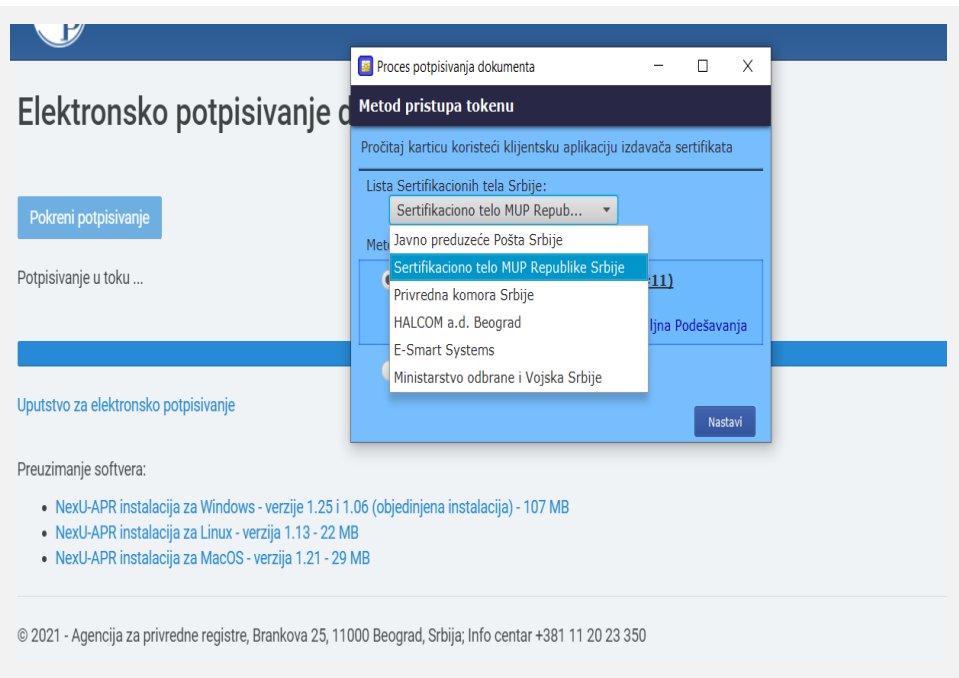 P
Proces potpisivanja dokumenta
Elektronsko potpisivanje d
Metod pristupa tokenu
Pročitaj karticu koristeći klijentsku aplikaciju izdavača sertifikata
Lista Sertifikacionih tela Srbije:
Sertifikaciono telo MUP Repub...
Pokreni potpisivanje
Met
Javno preduzeće Pošta Srbije
Sertifikaciono telo MUP Republike Srbije
11)
Potpisivanje u toku ...
Privredna komora Srbije
HALCOM a.d. Beograd
ljna Podešavanja
E-Smart Systems
Ministarstvo odbrane i Vojska Srbije
Nastavi
Uputstvo za elektronsko potpisivanje
Preuzimanje softvera:
• NexU-APR instalacija za Windows - verzije 1.25 i 1.06 (objedinjena instalacija) - 107 MB
• NexU-APR instalacija za Linux - verzija 1.13 - 22 MB
• NexU-APR instalacija za MacOS - verzija 1.21 - 29 MB
© 2021 - Agencija za privredne registre, Brankova 25, 11000 Beograd, Srbija; Info centar +381 11 20 23 350